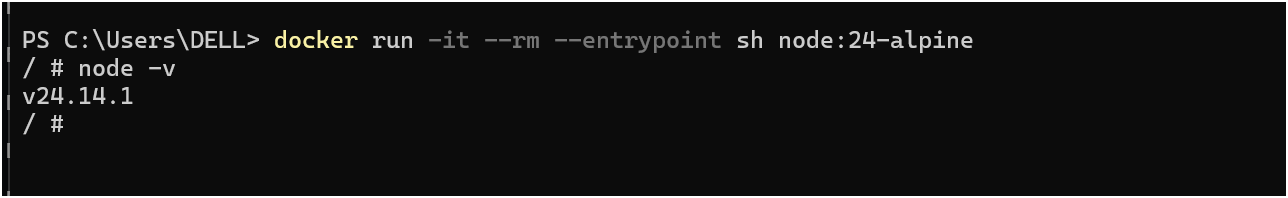 PS C:\Users\DELL> docker run -it --rm --entrypoint sh node:24-alpine
/ # node -v
v24.14.1
/ #